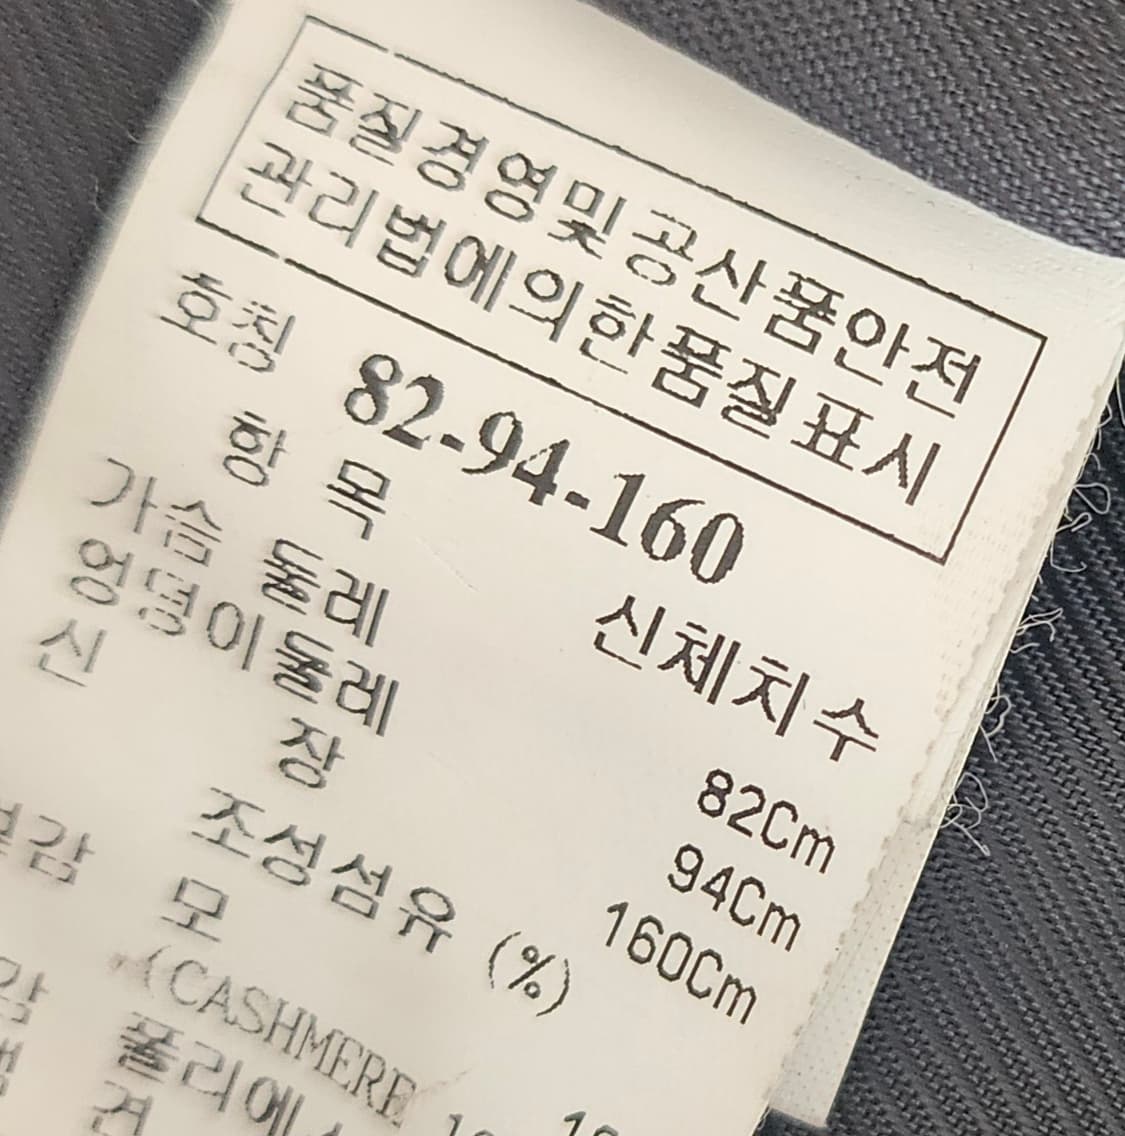 품질경영및공산품안전
관리법에의한품질표시
호칭 82-94-160
항 목 신체치수
가슴 둘레 82Cm
엉덩이둘레 94Cm
신 장 160Cm
조성섬유 (%)
감 모
(CASHMERE
폴리에
견